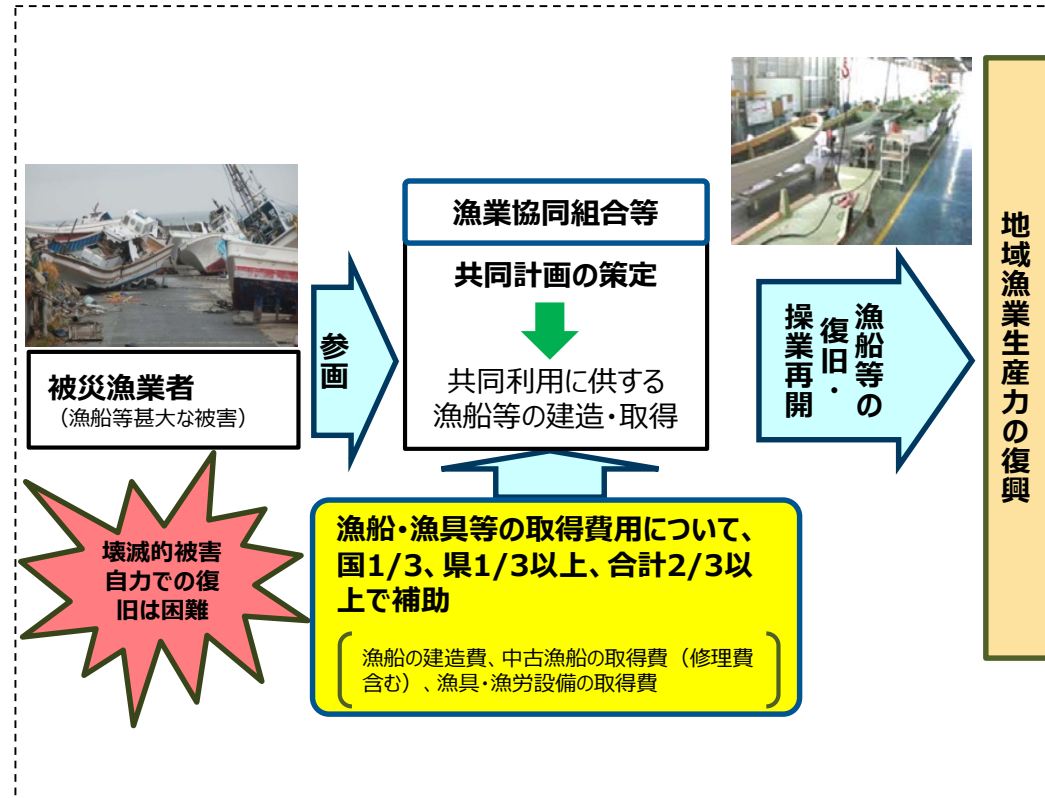 被災漁業者
（漁船等甚大な被害）
壊滅的被害
自力での復
旧は困難
参画
漁業協同組合等
共同計画の策定
共同利用に供する
漁船等の建造・取得
漁船・漁具等の取得費用について、
国1/3、県1/3以上、合計2/3以
上で補助
漁船の建造費、中古漁船の取得費（修理費
含む）、漁具・漁労設備の取得費
漁船等の
復旧・
操業再開
地域漁業生産力の復興